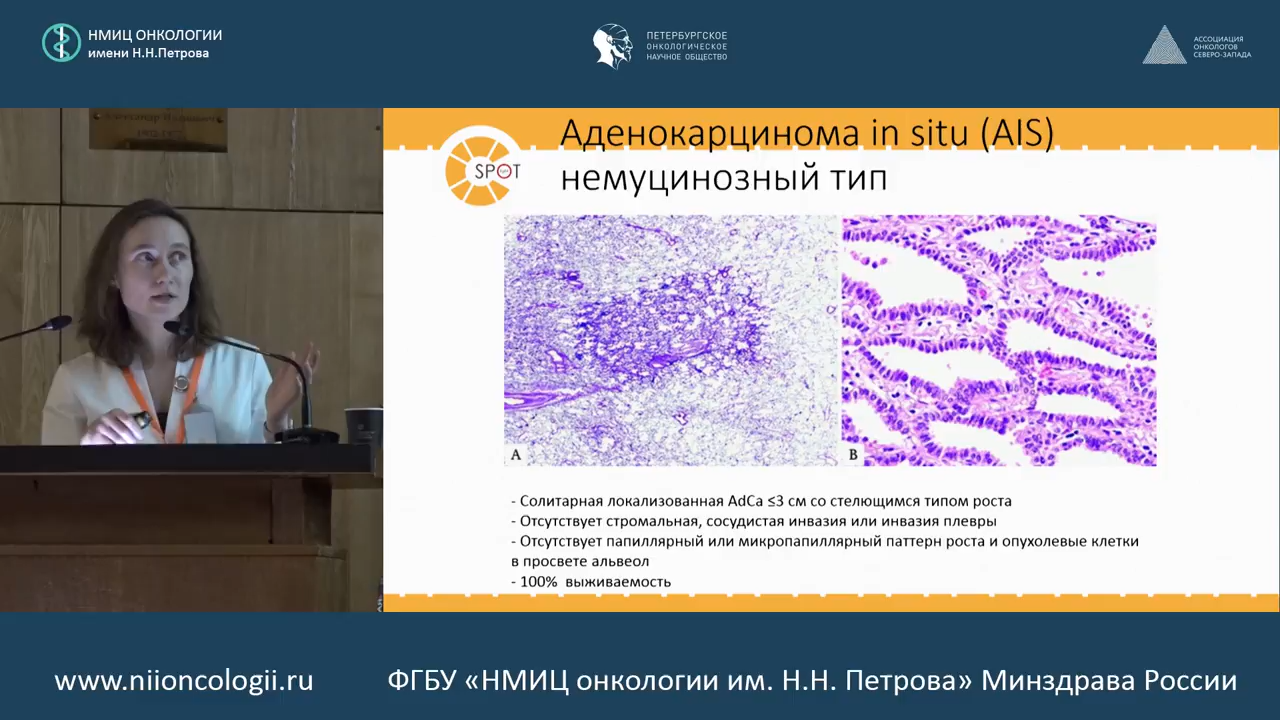 НМИЦ ОНКОЛОГИИ
имени Н.Н.Петрова
ПЕТЕРБУРГСКОЕ
ОНКОЛОГИЧЕСКОЕ
НАУЧНОЕ ОБЩЕСТВО
АССОЦИАЦИЯ
ОНКОЛОГОВ
СЕВЕРО-ЗАПАДА
SPOT
Аденокарцинома in situ (AIS)
немуцинозный тип
A
B
- Солитарная локализованная AdCa ≤3 см со стелющимся типом роста
- Отсутствует стромальная, сосудистая инвазия или инвазия плевры
- Отсутствует папиллярный или микропапиллярный паттерн роста и опухолевые клетки
в просвете альвеол
- 100% выживаемость
www.niioncologii.ru
ФГБУ «НМИЦ онкологии им. Н.Н. Петрова» Минздрава России